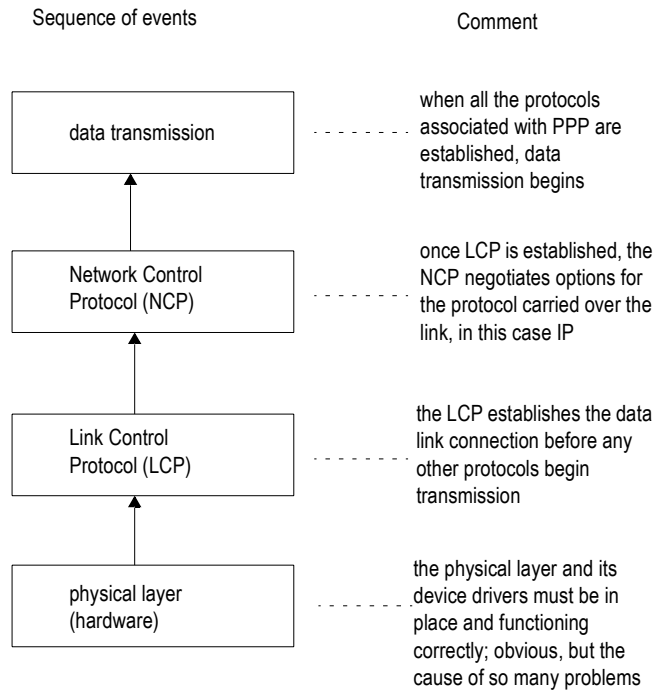 Sequence of events
Comment
data transmission
when all the protocols
associated with PPP are
established, data
transmission begins
Network Control
Protocol (NCP)
once LCP is established, the
NCP negotiates options for
the protocol carried over the
link, in this case IP
Link Control
Protocol (LCP)
the LCP establishes the data
link connection before any
other protocols begin
transmission
physical layer
(hardware)
the physical layer and its
device drivers must be in
place and functioning
correctly; obvious, but the
cause of so many problems